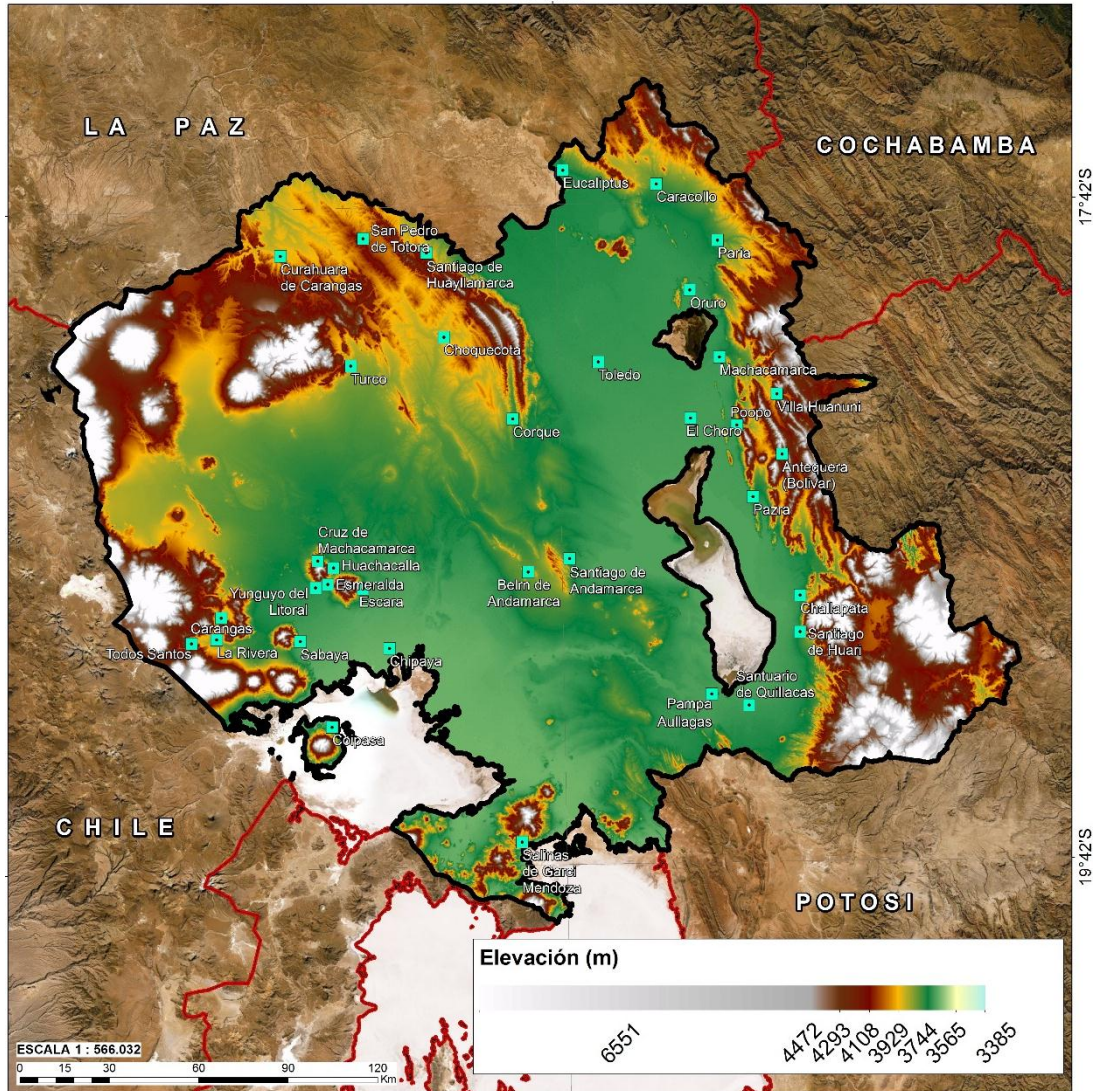 LA PAZ
COCHABAMBA
17°42'S
Eucaliptus
Caracollo
San Pedro
de Totora
Paria
Curahuara
de Carangas
Santiago de
Huayllamarca
Oruro
Choquecota
Machacamarca
Toledo
Turco
Villa Huanuni
Corque
El Choro
Poopo
Antequera
(Bolivar)
Pazña
Cruz de
Machacamarca
Huachacalla
Santiago de
Andamarca
Belén de
Andamarca
Esmeralda
Yunguyo del
Litoral
Escara
Challapata
Carangas
Santiago
de Huari
Todos Santos
La Rivera
Sabaya
Chipaya
Santuario
de Quillacas
Pampa
Aullagas
Coipasa
CHILE
19°42'S
Salinas
de Garci
Mendoza
POTOSI
Elevación (m)
6551
4472
4293
4108
3929
3744
3565
3385
ESCALA 1 : 566.032
0 15 30 60 90 120
Km